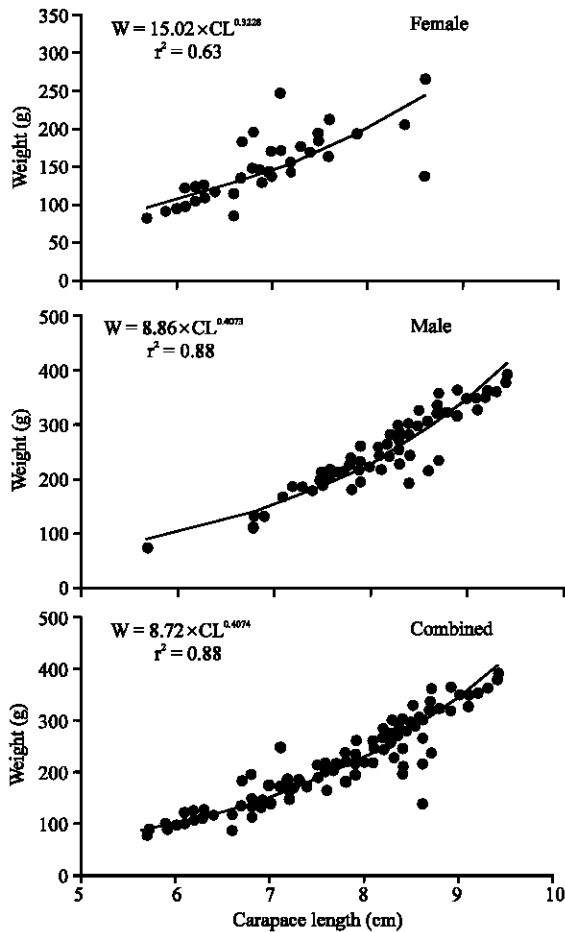 W = 15.02×CL^0.3228
r² = 0.63
Female
Weight (g)
350
300
250
200
150
100
50
0
W = 8.86×CL^0.4073
r² = 0.88
Male
Weight (g)
500
400
300
200
100
0
W = 8.72×CL^0.4074
r² = 0.88
Combined
Weight (g)
500
400
300
200
100
0
5 6 7 8 9 10
Carapace length (cm)